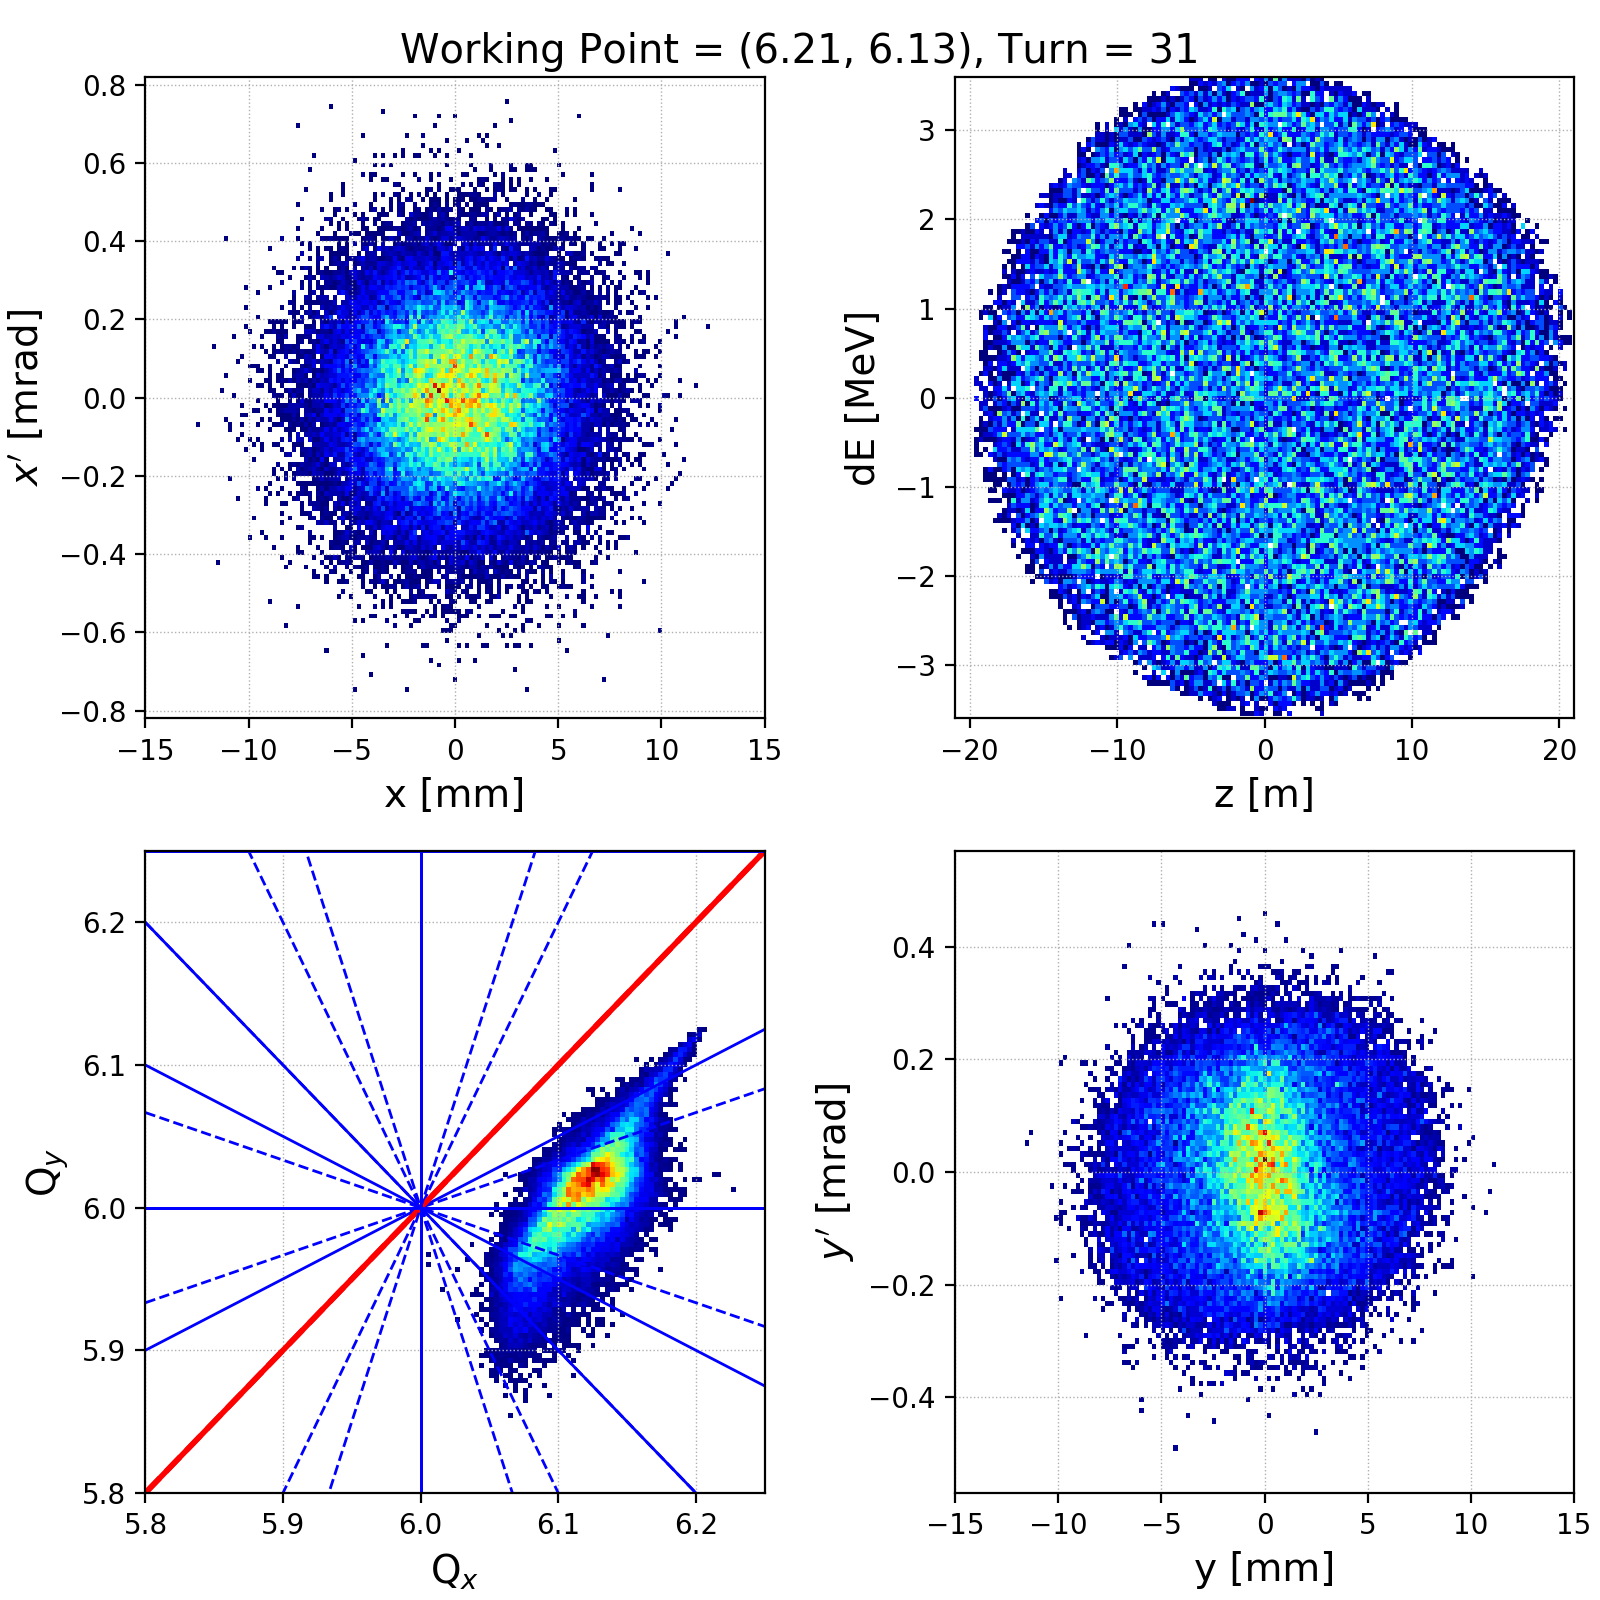 Working Point = (6.21, 6.13), Turn = 31
0.8
0.6
0.4
0.2
0.0
−0.2
−0.4
−0.6
−0.8
x′ [mrad]
−15 −10 −5 0 5 10 15
x [mm]
3
2
1
0
−1
−2
−3
dE [MeV]
−20 −10 0 10 20
z [m]
6.2
6.1
6.0
5.9
5.8
Qy
5.8 5.9 6.0 6.1 6.2
Qx
0.4
0.2
0.0
−0.2
−0.4
y′ [mrad]
−15 −10 −5 0 5 10 15
y [mm]